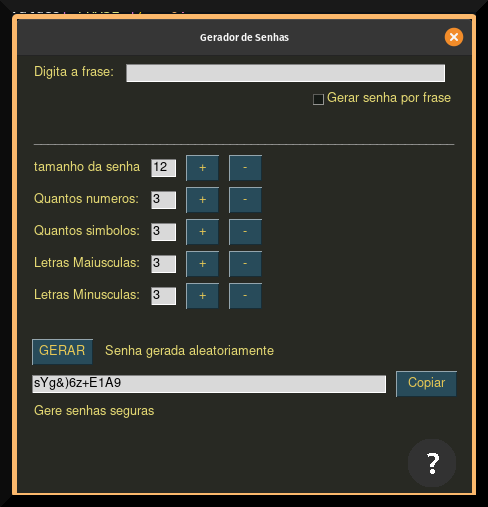 Gerador de Senhas
Digita a frase:
Gerar senha por frase
tamanho da senha 12 + -
Quantos numeros: 3 + -
Quantos simbolos: 3 + -
Letras Maiusculas: 3 + -
Letras Minusculas: 3 + -
GERAR Senha gerada aleatoriamente
sYg&)6z+E1A9 Copiar
Gere senhas seguras
?